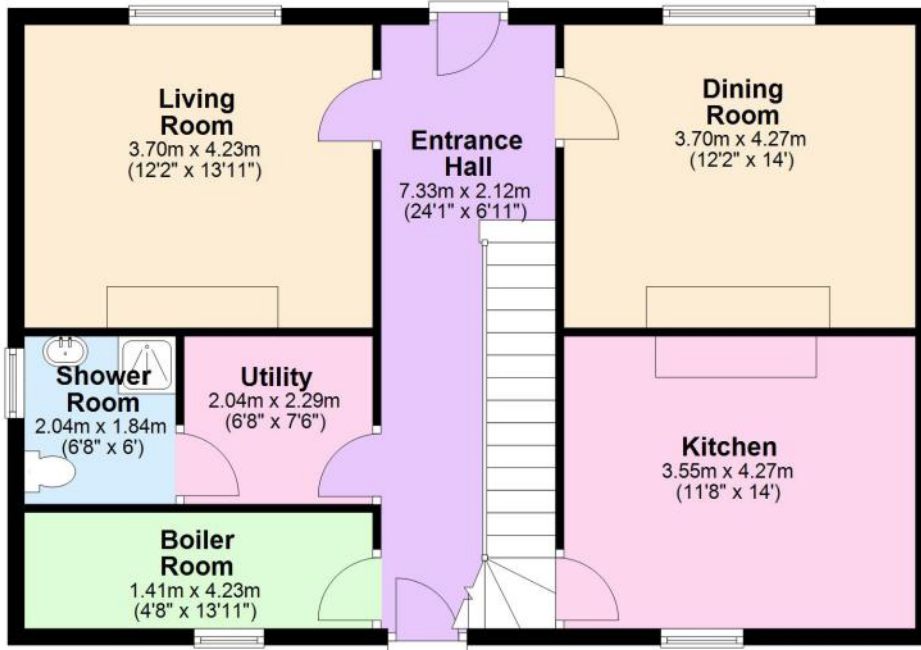 Living
Room
3.70m x 4.23m
(12'2" x 13'11")
Entrance
Hall
7.33m x 2.12m
(24'1" x 6'11")
Dining
Room
3.70m x 4.27m
(12'2" x 14')
Shower
Room
2.04m x 1.84m
(6'8" x 6')
Utility
2.04m x 2.29m
(6'8" x 7'6")
Kitchen
3.55m x 4.27m
(11'8" x 14')
Boiler
Room
1.41m x 4.23m
(4'8" x 13'11")